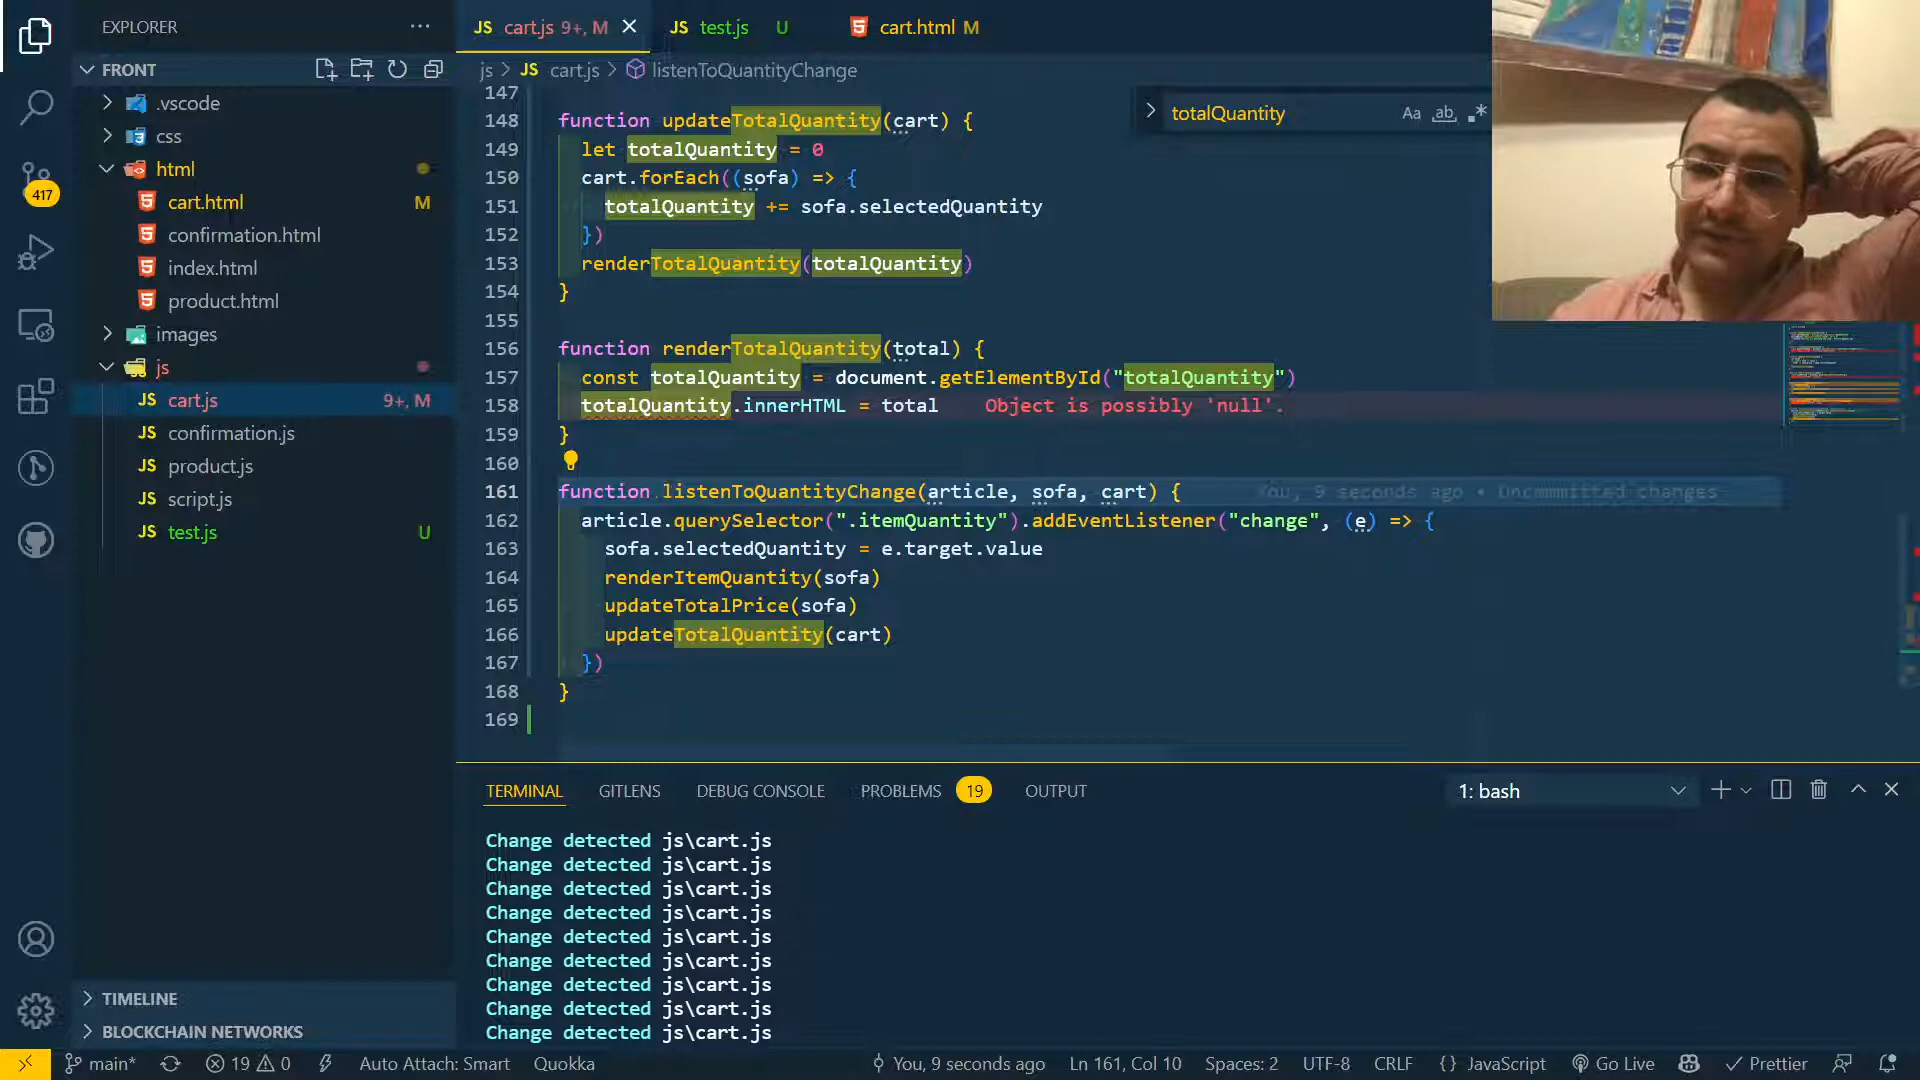 EXPLORER
FRONT
.vscode
css
html
cart.html M
confirmation.html
index.html
product.html
images
js
cart.js 9+, M
confirmation.js
product.js
script.js
test.js U
TIMELINE
BLOCKCHAIN NETWORKS
417
JS cart.js 9+, M
JS test.js U
cart.html M
js > JS cart.js > listenToQuantityChange
totalQuantity Aa ab .*
147
148 function updateTotalQuantity(cart) {
149 let totalQuantity = 0
150 cart.forEach((sofa) => {
151 totalQuantity += sofa.selectedQuantity
152 })
153 renderTotalQuantity(totalQuantity)
154 }
155
156 function renderTotalQuantity(total) {
157 const totalQuantity = document.getElementById("totalQuantity")
158 totalQuantity.innerHTML = total Object is possibly 'null'.
159 }
160
161 function listenToQuantityChange(article, sofa, cart) { You, 9 seconds ago • Uncommitted changes
162 article.querySelector(".itemQuantity").addEventListener("change", (e) => {
163 sofa.selectedQuantity = e.target.value
164 renderItemQuantity(sofa)
165 updateTotalPrice(sofa)
166 updateTotalQuantity(cart)
167 })
168 }
169
TERMINAL GITLENS DEBUG CONSOLE PROBLEMS 19 OUTPUT 1: bash
Change detected js\cart.js
Change detected js\cart.js
Change detected js\cart.js
Change detected js\cart.js
Change detected js\cart.js
Change detected js\cart.js
Change detected js\cart.js
Change detected js\cart.js
Change detected js\cart.js
main* 19 0 Auto Attach: Smart Quokka You, 9 seconds ago Ln 161, Col 10 Spaces: 2 UTF-8 CRLF {} JavaScript Go Live Prettier